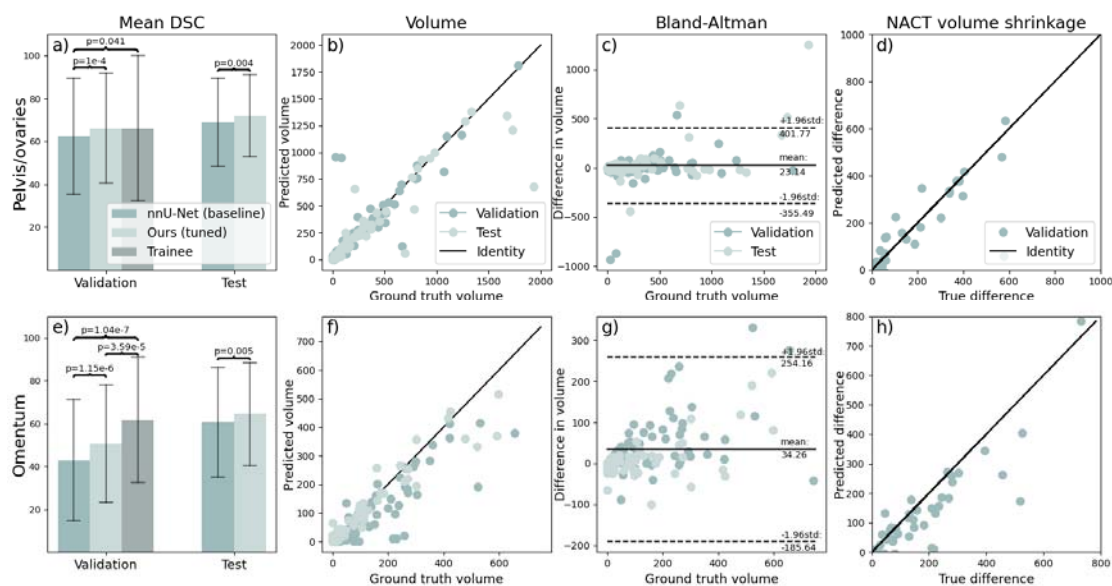 Mean DSC
Volume
Bland-Altman
NACT volume shrinkage
Pelvis/ovaries
a)
p=0.041
p=1e-4
p=0.004
100
80
60
40
20
nnU-Net (baseline)
Ours (tuned)
Trainee
Validation
Test
b)
Predicted volume
2000
1750
1500
1250
1000
750
500
250
0
Validation
Test
Identity
0 500 1000 1500 2000
Ground truth volume
c)
Difference in volume
1000
500
0
−500
−1000
+1.96std:
401.77
mean:
23.14
-1.96std:
-355.49
Validation
Test
0 500 1000 1500 2000
Ground truth volume
d)
Predicted difference
1000
800
600
400
200
0
Validation
Identity
0 200 400 600 800 1000
True difference
Omentum
e)
p=1.04e-7
p=3.59e-5
p=1.15e-6
p=0.005
100
80
60
40
20
Validation
Test
f)
Predicted volume
700
600
500
400
300
200
100
0
0 200 400 600
Ground truth volume
g)
Difference in volume
300
200
100
0
−100
−200
+1.96std:
254.16
mean:
34.26
-1.96std:
-185.64
0 200 400 600
Ground truth volume
h)
Predicted difference
800
700
600
500
400
300
200
100
0
0 200 400 600 800
True difference